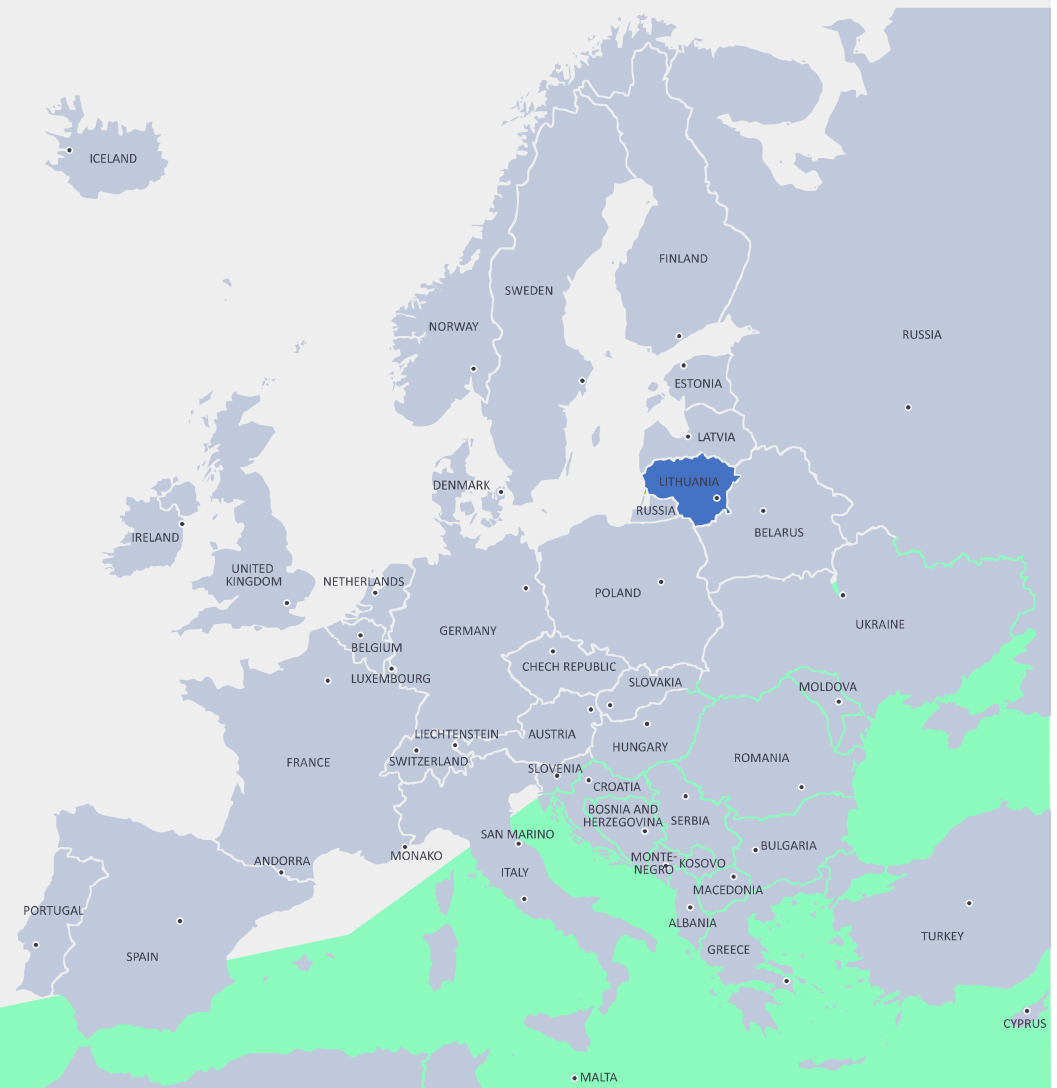 ICELAND
FINLAND
SWEDEN
NORWAY
RUSSIA
ESTONIA
LATVIA
LITHUANIA
DENMARK
RUSSIA
BELARUS
IRELAND
UNITED
KINGDOM
NETHERLANDS
POLAND
UKRAINE
GERMANY
BELGIUM
CHECH REPUBLIC
LUXEMBOURG
SLOVAKIA
MOLDOVA
LIECHTENSTEIN
AUSTRIA
HUNGARY
FRANCE
SWITZERLAND
ROMANIA
SLOVENIA
CROATIA
BOSNIA AND
HERZEGOVINA
SERBIA
SAN MARINO
BULGARIA
MONAKO
MONTE-
NEGRO
KOSOVO
ANDORRA
ITALY
MACEDONIA
PORTUGAL
ALBANIA
TURKEY
SPAIN
GREECE
CYPRUS
MALTA